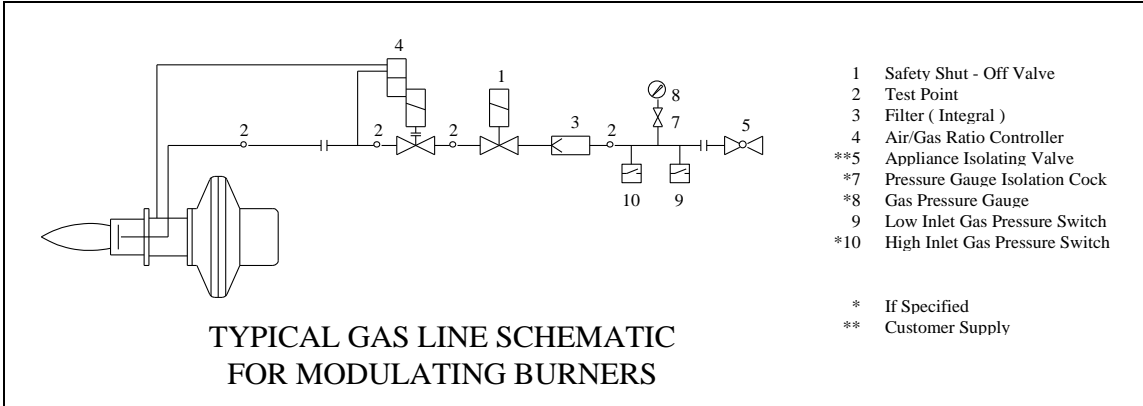 4
1
8
7
2
2
2
3
2
5
10
9
1 Safety Shut - Off Valve
2 Test Point
3 Filter ( Integral )
4 Air/Gas Ratio Controller
**5 Appliance Isolating Valve
*7 Pressure Gauge Isolation Cock
*8 Gas Pressure Gauge
9 Low Inlet Gas Pressure Switch
*10 High Inlet Gas Pressure Switch
* If Specified
** Customer Supply
TYPICAL GAS LINE SCHEMATIC
FOR MODULATING BURNERS